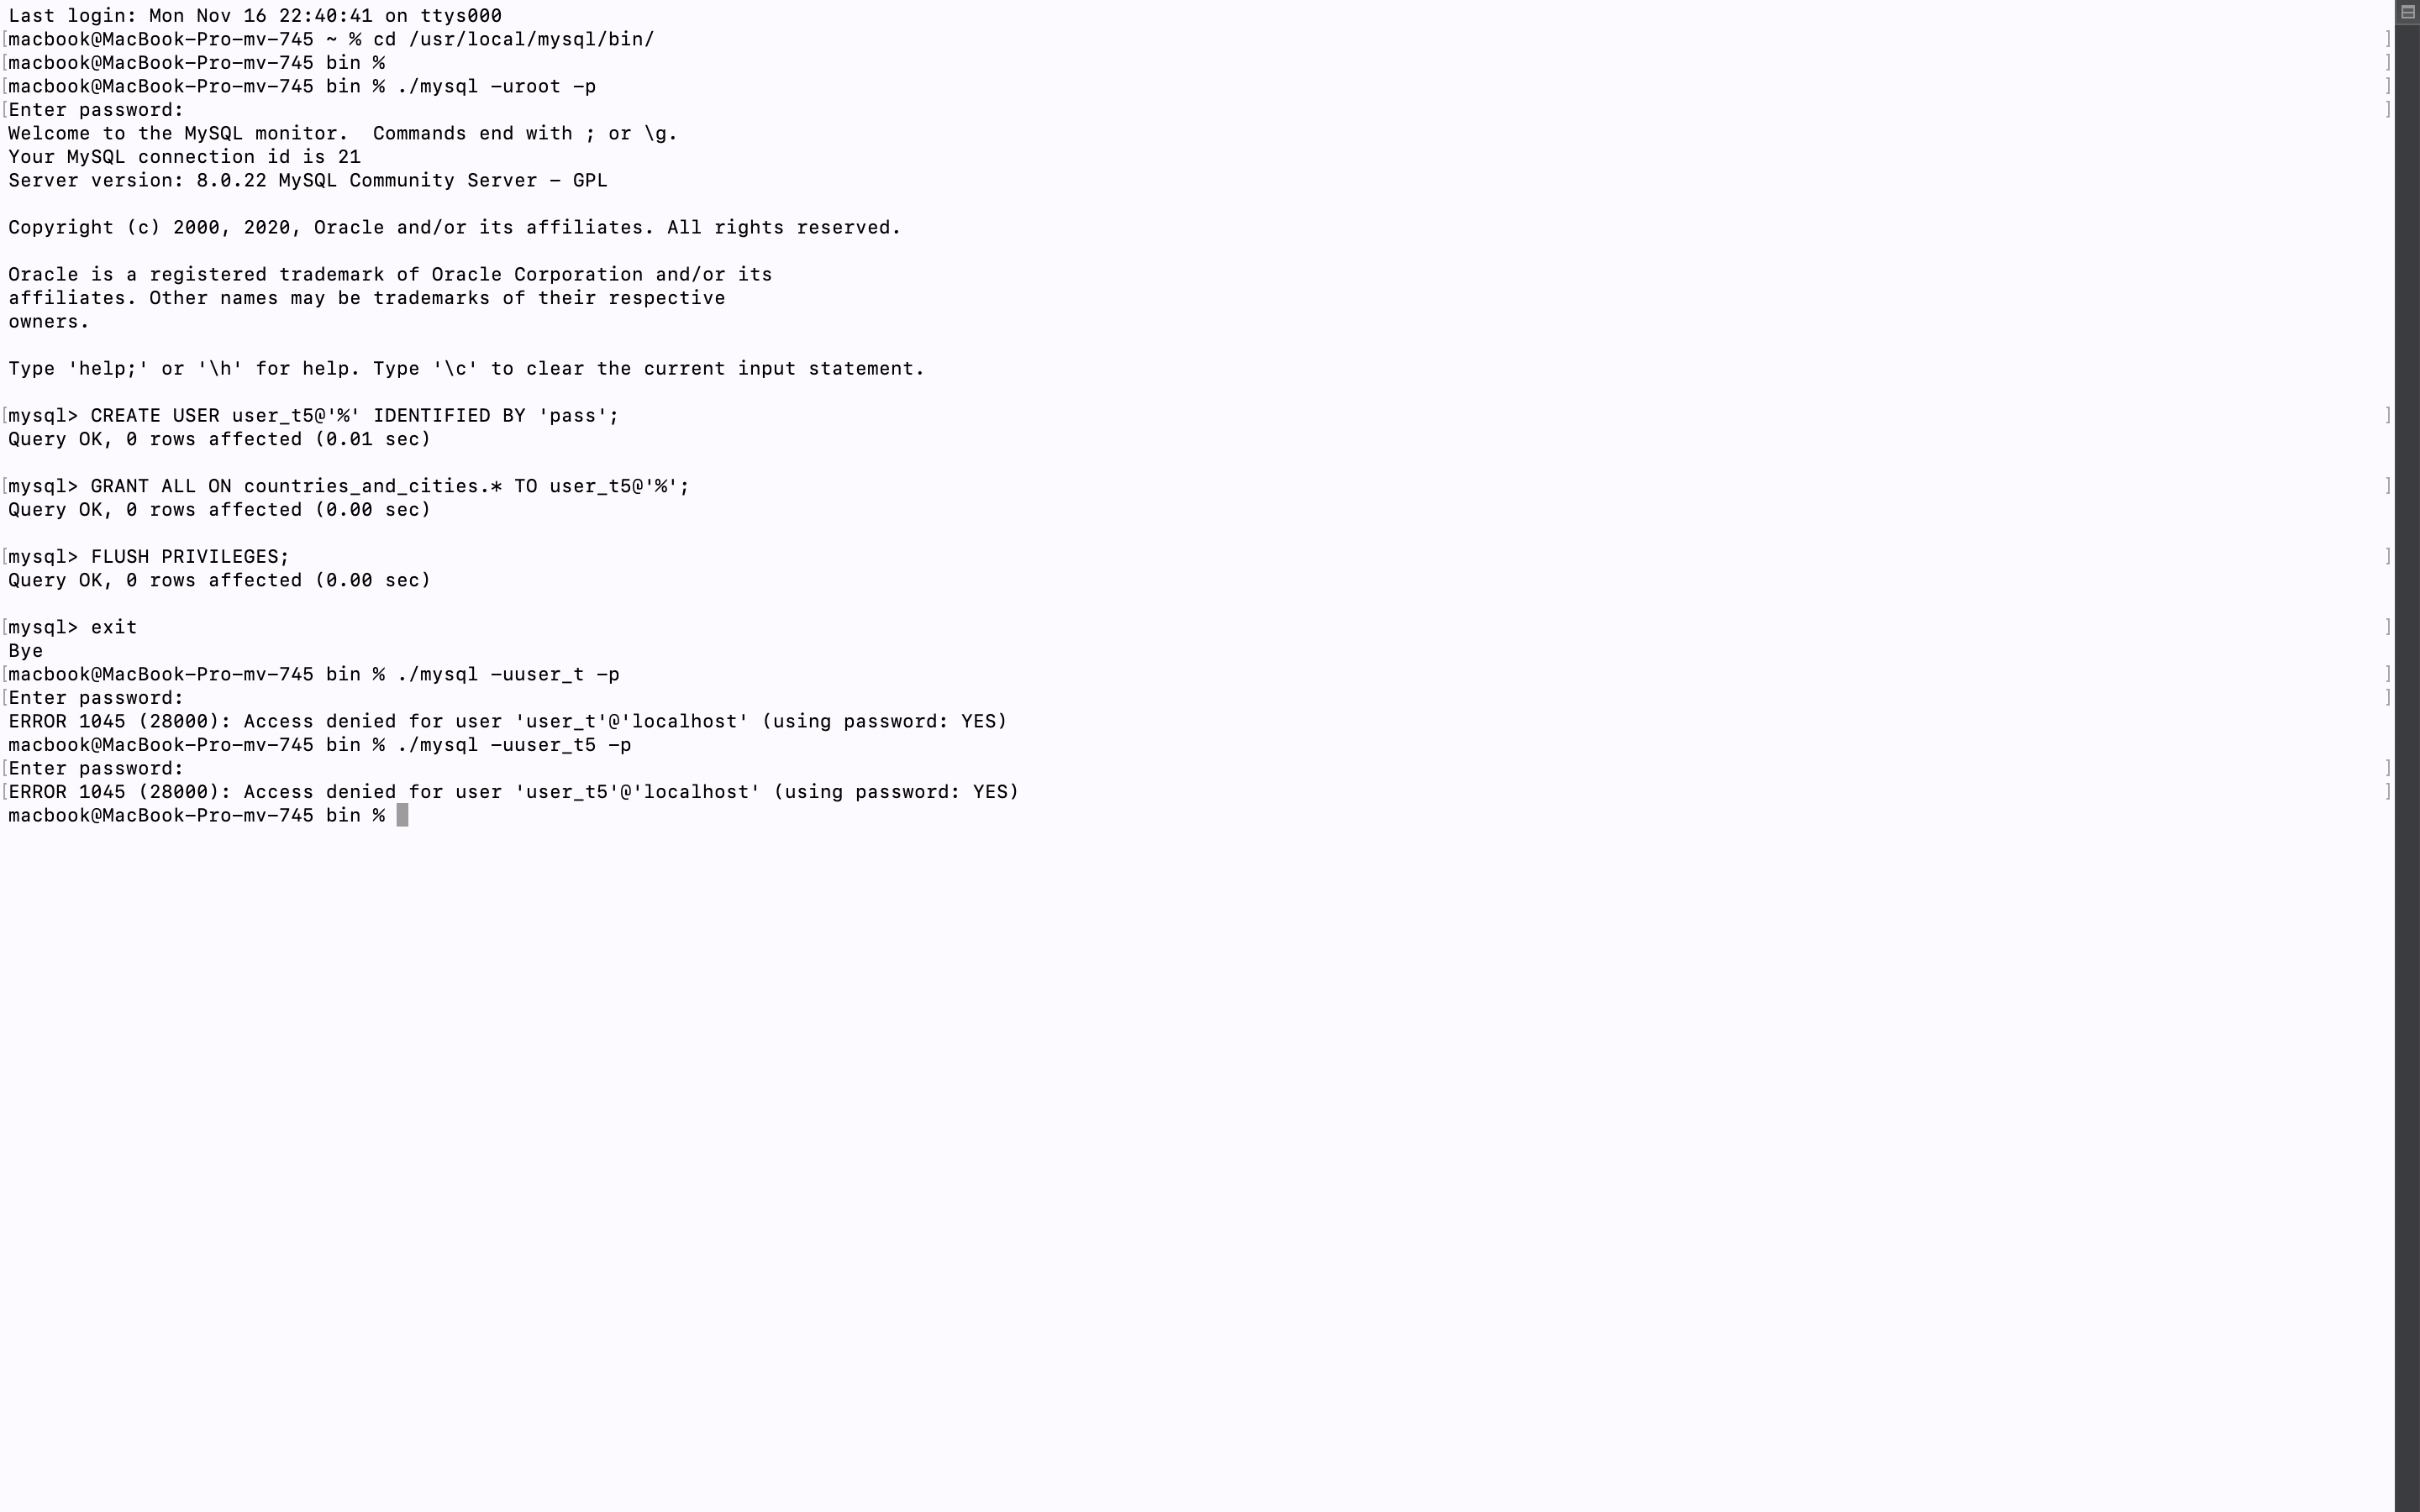 Last login: Mon Nov 16 22:40:41 on ttys000
[macbook@MacBook-Pro-mv-745 ~ % cd /usr/local/mysql/bin/ ]
[macbook@MacBook-Pro-mv-745 bin % ]
[macbook@MacBook-Pro-mv-745 bin % ./mysql -uroot -p ]
[Enter password: ]
Welcome to the MySQL monitor.  Commands end with ; or \g.
Your MySQL connection id is 21
Server version: 8.0.22 MySQL Community Server - GPL

Copyright (c) 2000, 2020, Oracle and/or its affiliates. All rights reserved.

Oracle is a registered trademark of Oracle Corporation and/or its
affiliates. Other names may be trademarks of their respective
owners.

Type 'help;' or '\h' for help. Type '\c' to clear the current input statement.

[mysql> CREATE USER user_t5@'%' IDENTIFIED BY 'pass'; ]
Query OK, 0 rows affected (0.01 sec)

[mysql> GRANT ALL ON countries_and_cities.* TO user_t5@'%'; ]
Query OK, 0 rows affected (0.00 sec)

[mysql> FLUSH PRIVILEGES; ]
Query OK, 0 rows affected (0.00 sec)

[mysql> exit ]
Bye
[macbook@MacBook-Pro-mv-745 bin % ./mysql -uuser_t -p ]
[Enter password: ]
ERROR 1045 (28000): Access denied for user 'user_t'@'localhost' (using password: YES)
macbook@MacBook-Pro-mv-745 bin % ./mysql -uuser_t5 -p
[Enter password: ]
[ERROR 1045 (28000): Access denied for user 'user_t5'@'localhost' (using password: YES) ]
macbook@MacBook-Pro-mv-745 bin %